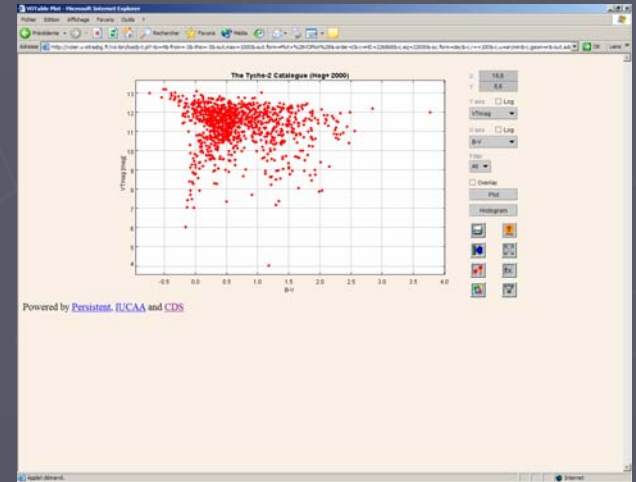 VOTable Plot - Microsoft Internet Explorer
Fichier Edition Affichage Favoris Outils ?
Précédente Rechercher Favoris Média
Adresse OK Liens
The Tycho-2 Catalogue (Hog+ 2000)
VTmag [mag]
13
12
11
10
9
8
7
6
5
4
-0.5 0.0 0.5 1.0 1.5 2.0 2.5 3.0 3.5 4.0
B-V
X
Y
Log
VTmag
Log
B-V
Filter
All
Overlay
Plot
Histogram
fx
Powered by Persistent, IUCAA and CDS
Applet démarré. Internet